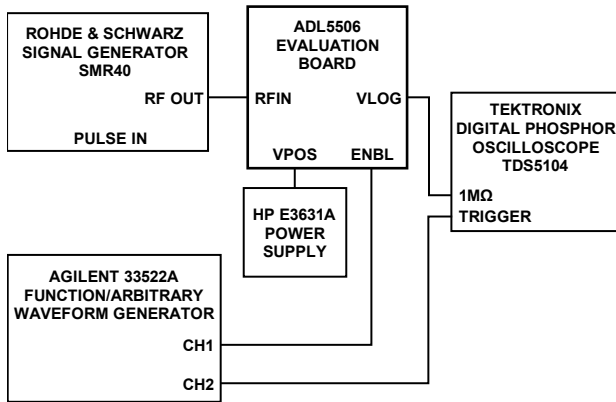 ROHDE & SCHWARZ
SIGNAL GENERATOR
SMR40
RF OUT
PULSE IN
ADL5506
EVALUATION
BOARD
RFIN
VLOG
VPOS
ENBL
TEKTRONIX
DIGITAL PHOSPHOR
OSCILLOSCOPE
TDS5104
1MΩ
TRIGGER
HP E3631A
POWER
SUPPLY
AGILENT 33522A
FUNCTION/ARBITRARY
WAVEFORM GENERATOR
CH1
CH2